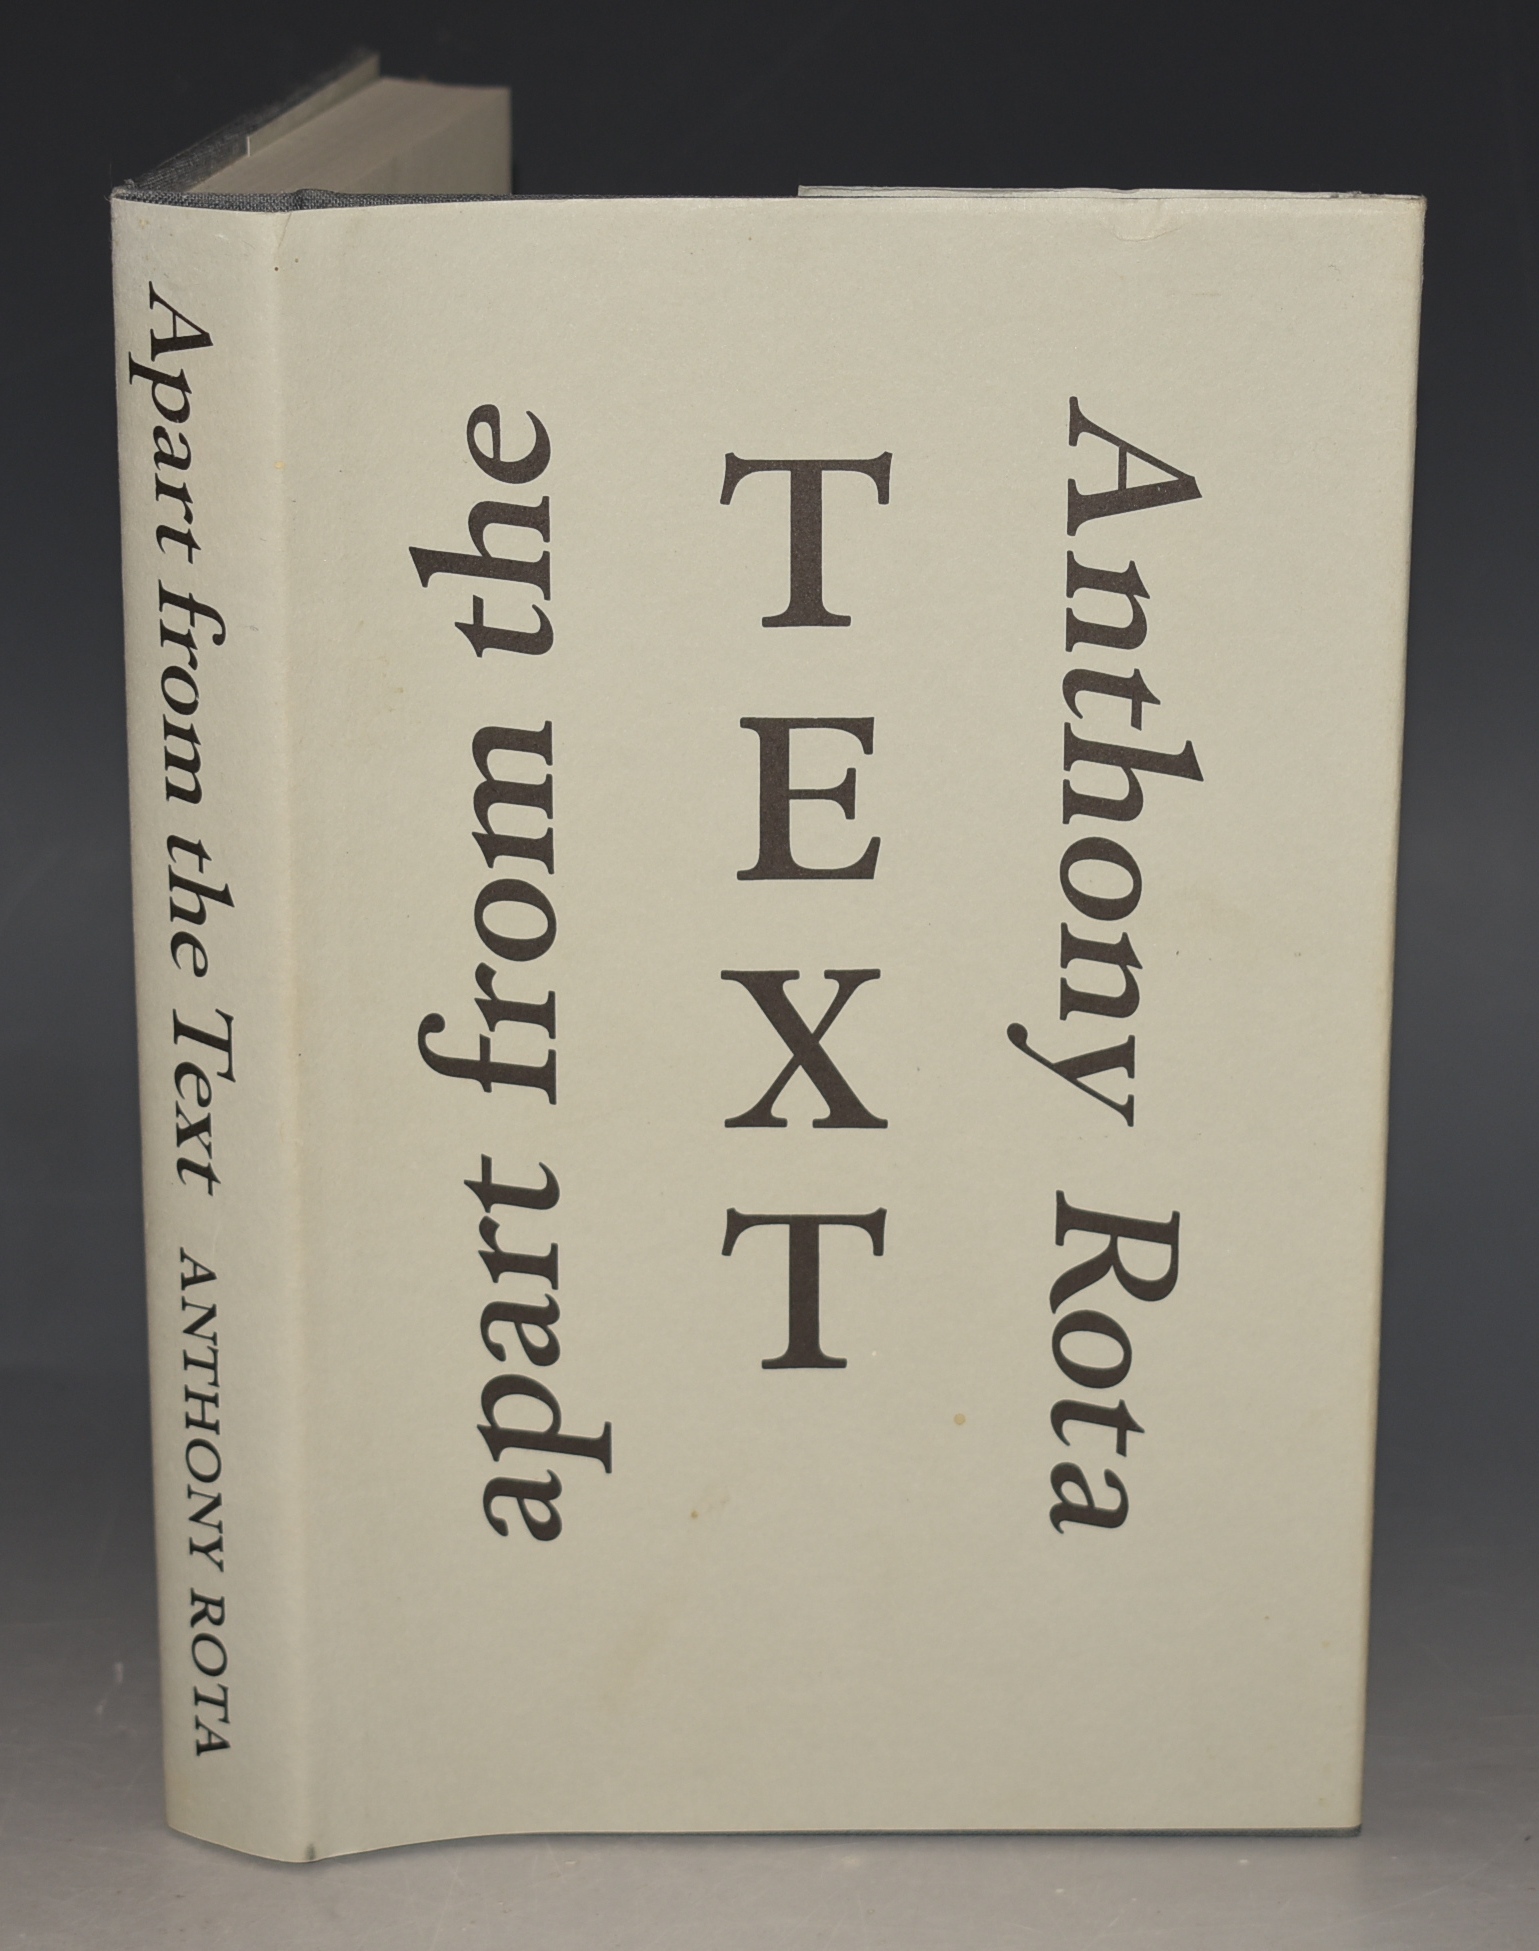 Apart from the Text ANTHONY ROTA
apart from the
TEXT
Anthony Rota